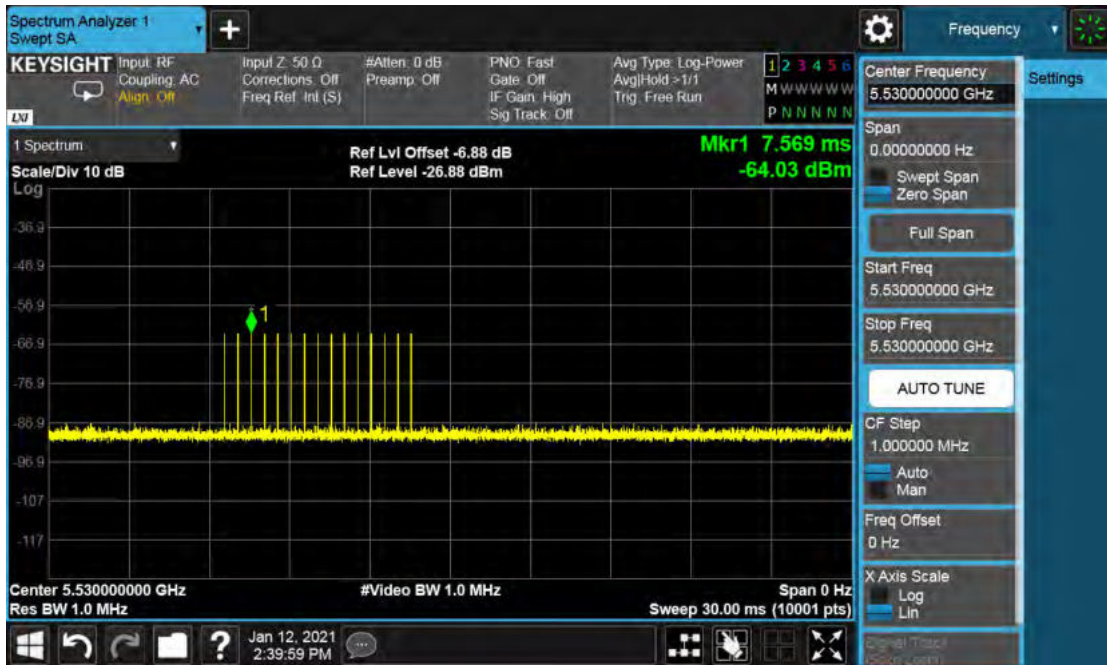 Spectrum Analyzer 1
Swept SA
+
Frequency
KEYSIGHT
Input: RF
Coupling: AC
Align: Off
Input Z: 50 Ω
Corrections: Off
Freq Ref: Int (S)
#Atten: 0 dB
Preamp: Off
PNO: Fast
Gate: Off
IF Gain: High
Sig Track: Off
Avg Type: Log-Power
Avg|Hold: >1/1
Trig: Free Run
1 2 3 4 5 6
M W W W W W
P N N N N N
LXI
1 Spectrum
Scale/Div 10 dB
Log
Ref Lvl Offset -6.88 dB
Ref Level -26.88 dBm
Mkr1 7.569 ms
-64.03 dBm
-36.9
-46.9
-56.9
-66.9
-76.9
-86.9
-96.9
-107
-117
1
Center 5.530000000 GHz
Res BW 1.0 MHz
#Video BW 1.0 MHz
Span 0 Hz
Sweep 30.00 ms (10001 pts)
Center Frequency
5.530000000 GHz
Settings
Span
0.00000000 Hz
Swept Span
Zero Span
Full Span
Start Freq
5.530000000 GHz
Stop Freq
5.530000000 GHz
AUTO TUNE
CF Step
1.000000 MHz
Auto
Man
Freq Offset
0 Hz
X Axis Scale
Log
Lin
Signal Track
?
Jan 12, 2021
2:39:59 PM